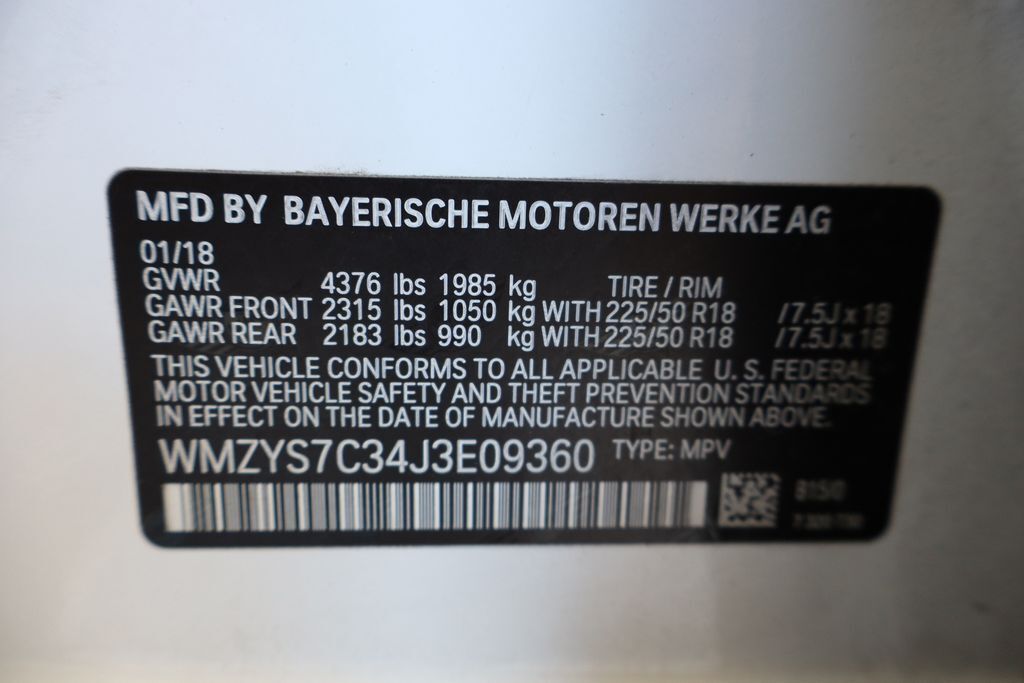 MFD BY BAYERISCHE MOTOREN WERKE AG
01/18
GVWR 4376 lbs 1985 kg TIRE / RIM
GAWR FRONT 2315 lbs 1050 kg WITH 225/50 R18 /7.5J x 18
GAWR REAR 2183 lbs 990 kg WITH 225/50 R18 /7.5J x 18
THIS VEHICLE CONFORMS TO ALL APPLICABLE U. S. FEDERAL
MOTOR VEHICLE SAFETY AND THEFT PREVENTION STANDARDS
IN EFFECT ON THE DATE OF MANUFACTURE SHOWN ABOVE.
WMZYS7C34J3E09360 TYPE: MPV